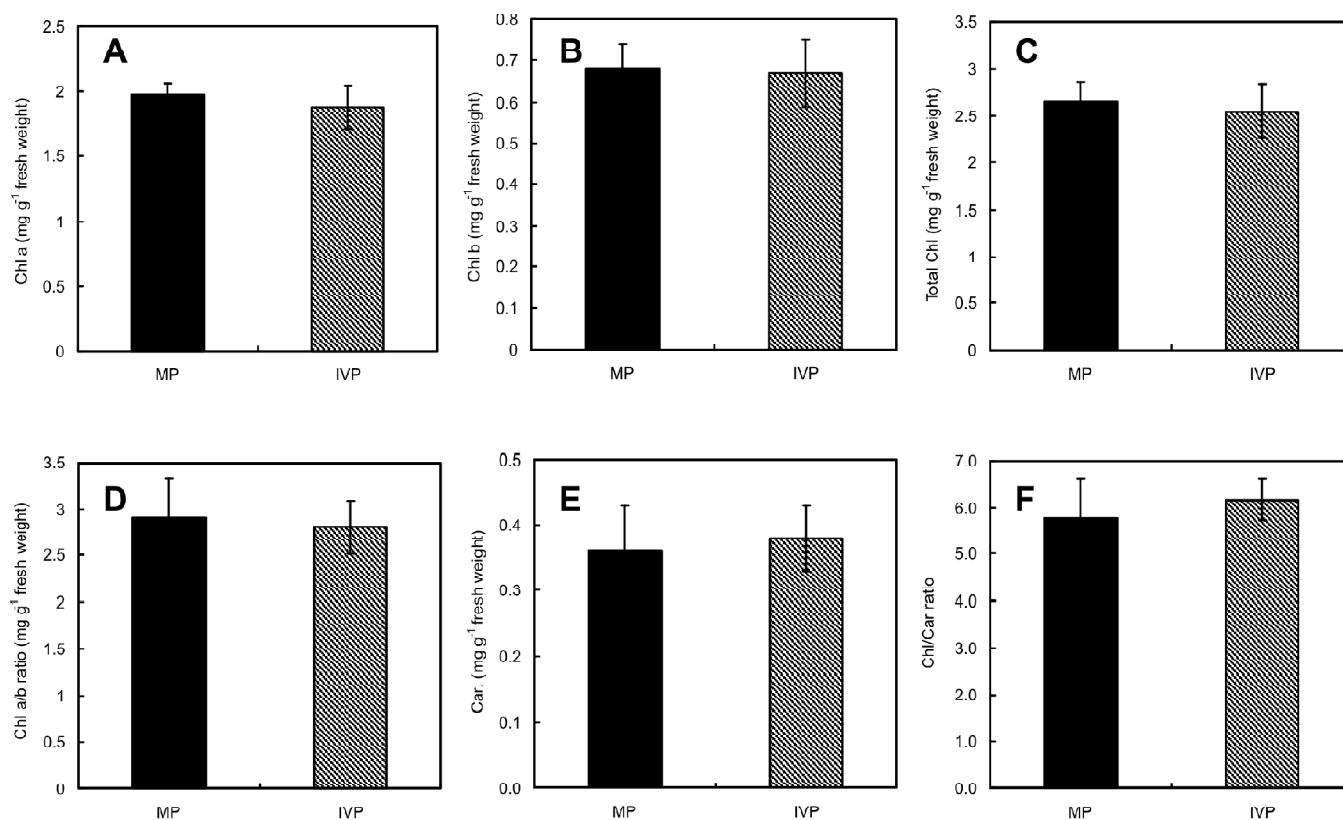 A
Chl a (mg g-1 fresh weight)
2.5
2
1.5
1
0.5
0
MP IVP
B
Chl b (mg g-1 fresh weight)
0.8
0.7
0.6
0.5
0.4
0.3
0.2
0.1
0
MP IVP
C
Total Chl (mg g-1 fresh weight)
3.5
3
2.5
2
1.5
1
0.5
0
MP IVP
D
Chl a/b ratio (mg g-1 fresh weight)
3.5
3
2.5
2
1.5
1
0.5
0
MP IVP
E
Car. (mg g-1 fresh weight)
0.5
0.4
0.3
0.2
0.1
0.0
MP IVP
F
Chl/Car ratio
7.0
6.0
5.0
4.0
3.0
2.0
1.0
0.0
MP IVP